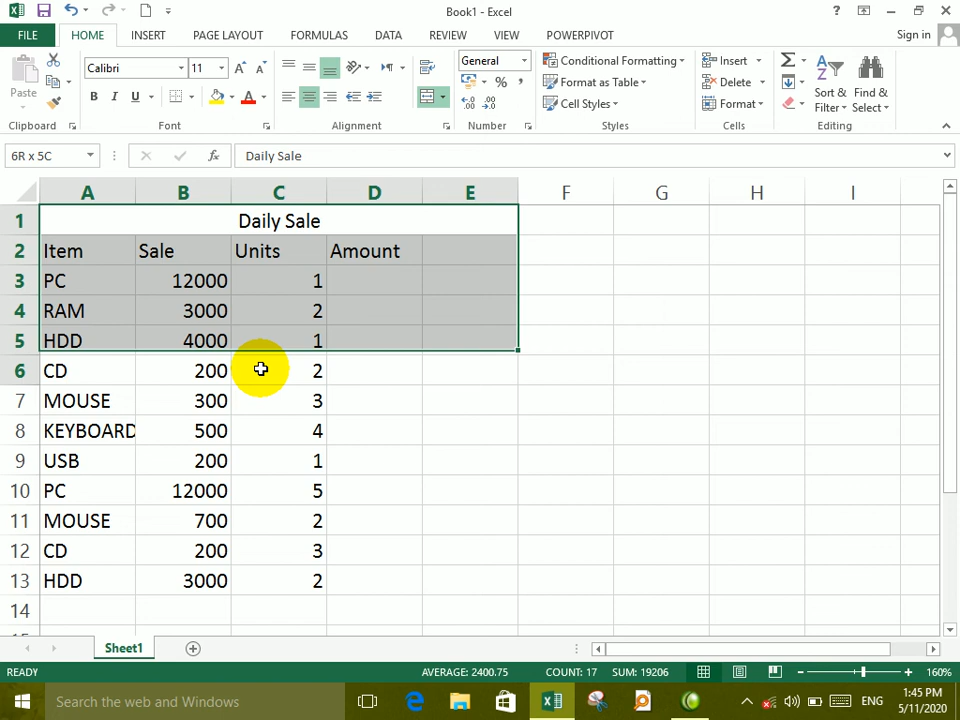 Book1 - Excel
?
FILE HOME INSERT PAGE LAYOUT FORMULAS DATA REVIEW VIEW POWERPIVOT Sign in
Paste
Calibri 11
B I U
General
Conditional Formatting
Format as Table
Cell Styles
Insert
Delete
Format
Sort &
Filter
Find &
Select
Clipboard Font Alignment Number Styles Cells Editing
6R x 5C fx Daily Sale
A B C D E F G H I
1 Daily Sale
2 Item Sale Units Amount
3 PC 12000 1
4 RAM 3000 2
5 HDD 4000 1
6 CD 200 2
7 MOUSE 300 3
8 KEYBOARD 500 4
9 USB 200 1
10 PC 12000 5
11 MOUSE 700 2
12 CD 200 3
13 HDD 3000 2
14
Sheet1
READY AVERAGE: 2400.75 COUNT: 17 SUM: 19206 160%
Search the web and Windows ENG 1:45 PM
5/11/2020